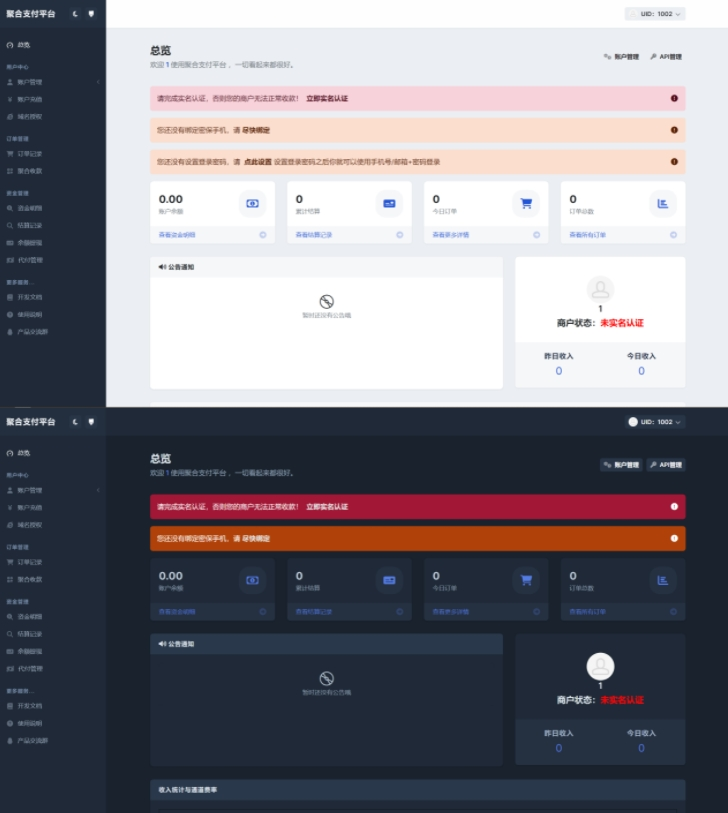 聚合支付平台
UID: 1002
总览
商户中心
账户管理
账户充值
域名授权
订单管理
订单记录
聚合收款
资金管理
资金明细
结算记录
余额提现
代付管理
更多功能...
开发文档
使用说明
产品交流群
总览
欢迎 1 使用聚合支付平台，一切看起来都很好。
账户管理
API管理
请完成实名认证，否则您的商户无法正常收款！ 立即实名认证
您还没有绑定密保手机，请 尽快绑定
您还没有设置登录密码，请 点此设置 设置登录密码之后你就可以使用手机号/邮箱+密码登录
0.00
账户余额
查看资金明细
0
累计结算
查看结算记录
0
今日订单
查看更多详情
0
订单总数
查看所有订单
公告通知
暂时还没有公告哦
1
商户状态：未实名认证
昨日收入
0
今日收入
0
聚合支付平台
UID: 1002
总览
商户中心
账户管理
账户充值
域名授权
订单管理
订单记录
聚合收款
资金管理
资金明细
结算记录
余额提现
代付管理
更多功能...
开发文档
使用说明
产品交流群
总览
欢迎 1 使用聚合支付平台，一切看起来都很好。
账户管理
API管理
请完成实名认证，否则您的商户无法正常收款！ 立即实名认证
您还没有绑定密保手机，请 尽快绑定
0.00
账户余额
查看资金明细
0
累计结算
查看结算记录
0
今日订单
查看更多详情
0
订单总数
查看所有订单
公告通知
暂时还没有公告哦
1
商户状态：未实名认证
昨日收入
0
今日收入
0
收入统计与通道费率